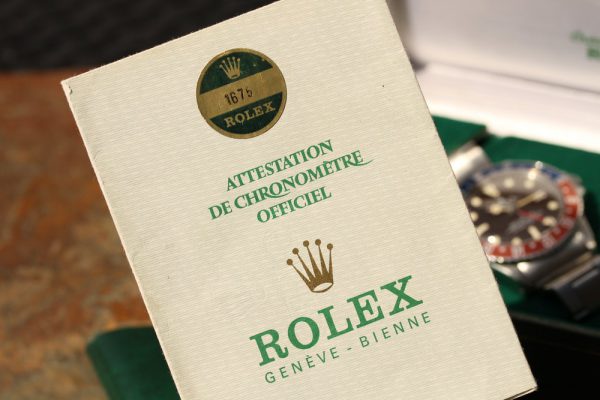 1675
ROLEX
ATTESTATION
DE CHRONOMÈTRE
OFFICIEL
ROLEX
GENÈVE - BIENNE